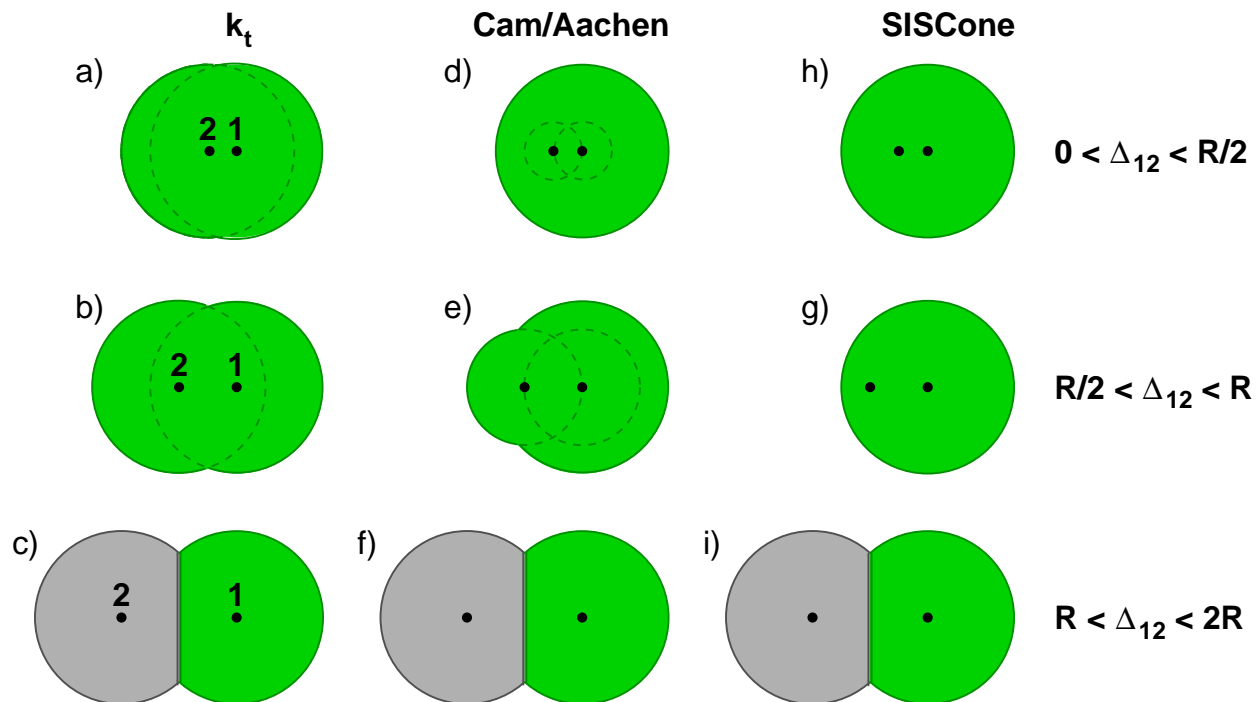 k_t Cam/Aachen SISCone
a) d) h)
2 1 0 < Δ_12 < R/2
b) e) g)
2 1 R/2 < Δ_12 < R
c) f) i)
2 1 R < Δ_12 < 2R